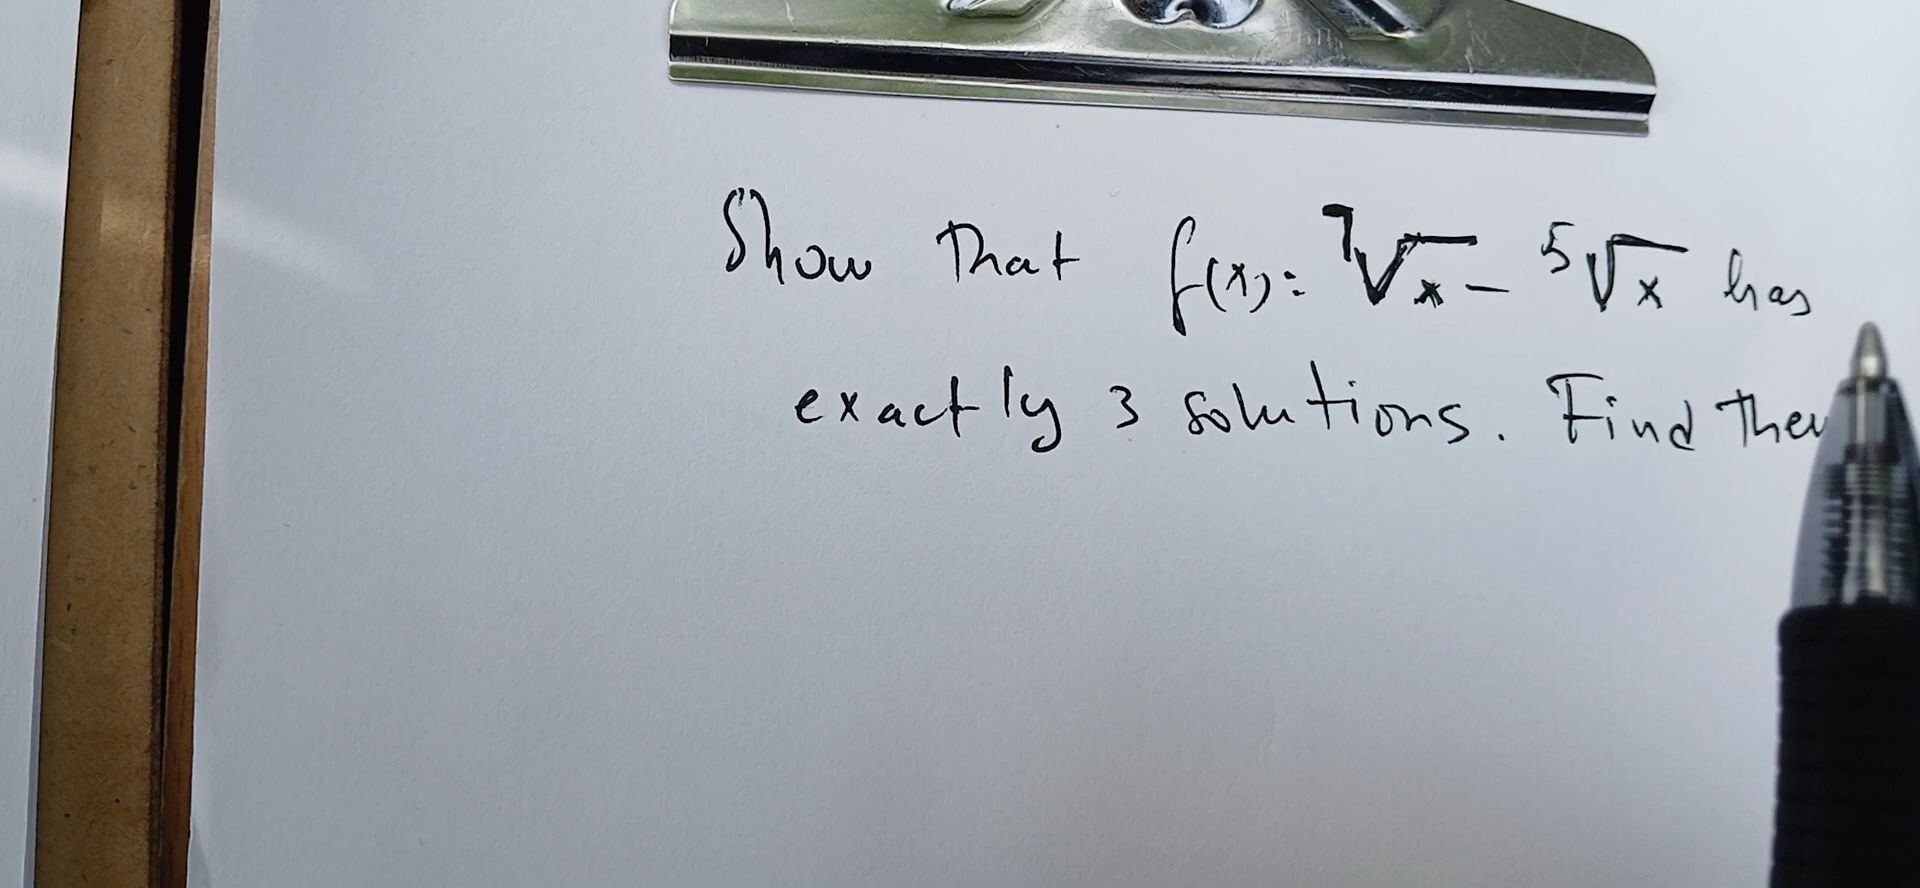 Show that f(x) = ⁷√x - ⁵√x has
exactly 3 solutions. Find